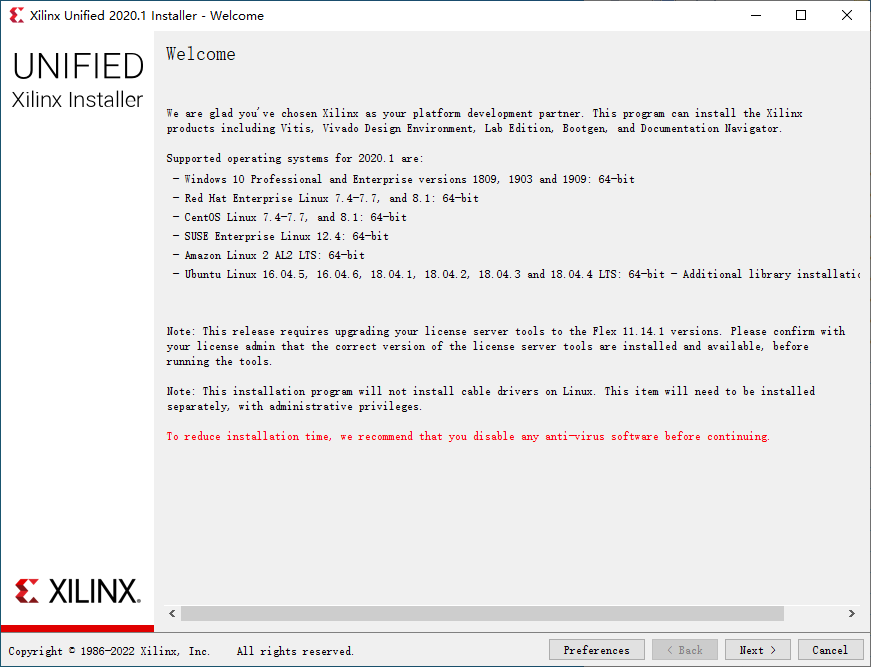 Xilinx Unified 2020.1 Installer - Welcome
UNIFIED
Xilinx Installer
Welcome
We are glad you've chosen Xilinx as your platform development partner. This program can install the Xilinx
products including Vitis, Vivado Design Environment, Lab Edition, Bootgen, and Documentation Navigator.
Supported operating systems for 2020.1 are:
- Windows 10 Professional and Enterprise versions 1809, 1903 and 1909: 64-bit
- Red Hat Enterprise Linux 7.4-7.7, and 8.1: 64-bit
- CentOS Linux 7.4-7.7, and 8.1: 64-bit
- SUSE Enterprise Linux 12.4: 64-bit
- Amazon Linux 2 AL2 LTS: 64-bit
- Ubuntu Linux 16.04.5, 16.04.6, 18.04.1, 18.04.2, 18.04.3 and 18.04.4 LTS: 64-bit - Additional library
Note: This release requires upgrading your license server tools to the Flex 11.14.1 versions. Please confirm with
your license admin that the correct version of the license server tools are installed and available, before
running the tools.
Note: This installation program will not install cable drivers on Linux. This item will need to be installed
separately, with administrative privileges.
To reduce installation time, we recommend that you disable any anti-virus software before continuing.
XILINX.
Copyright © 1986-2022 Xilinx, Inc. All rights reserved.
Preferences
< Back
Next >
Cancel